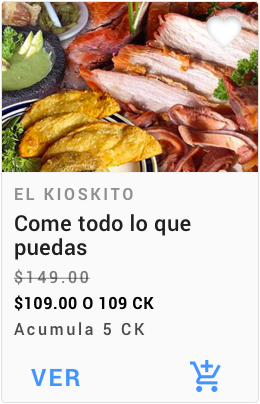 EL KIOSKITO
Come todo lo que
puedas
$149.00
$109.00 O 109 CK
Acumula 5 CK
VER